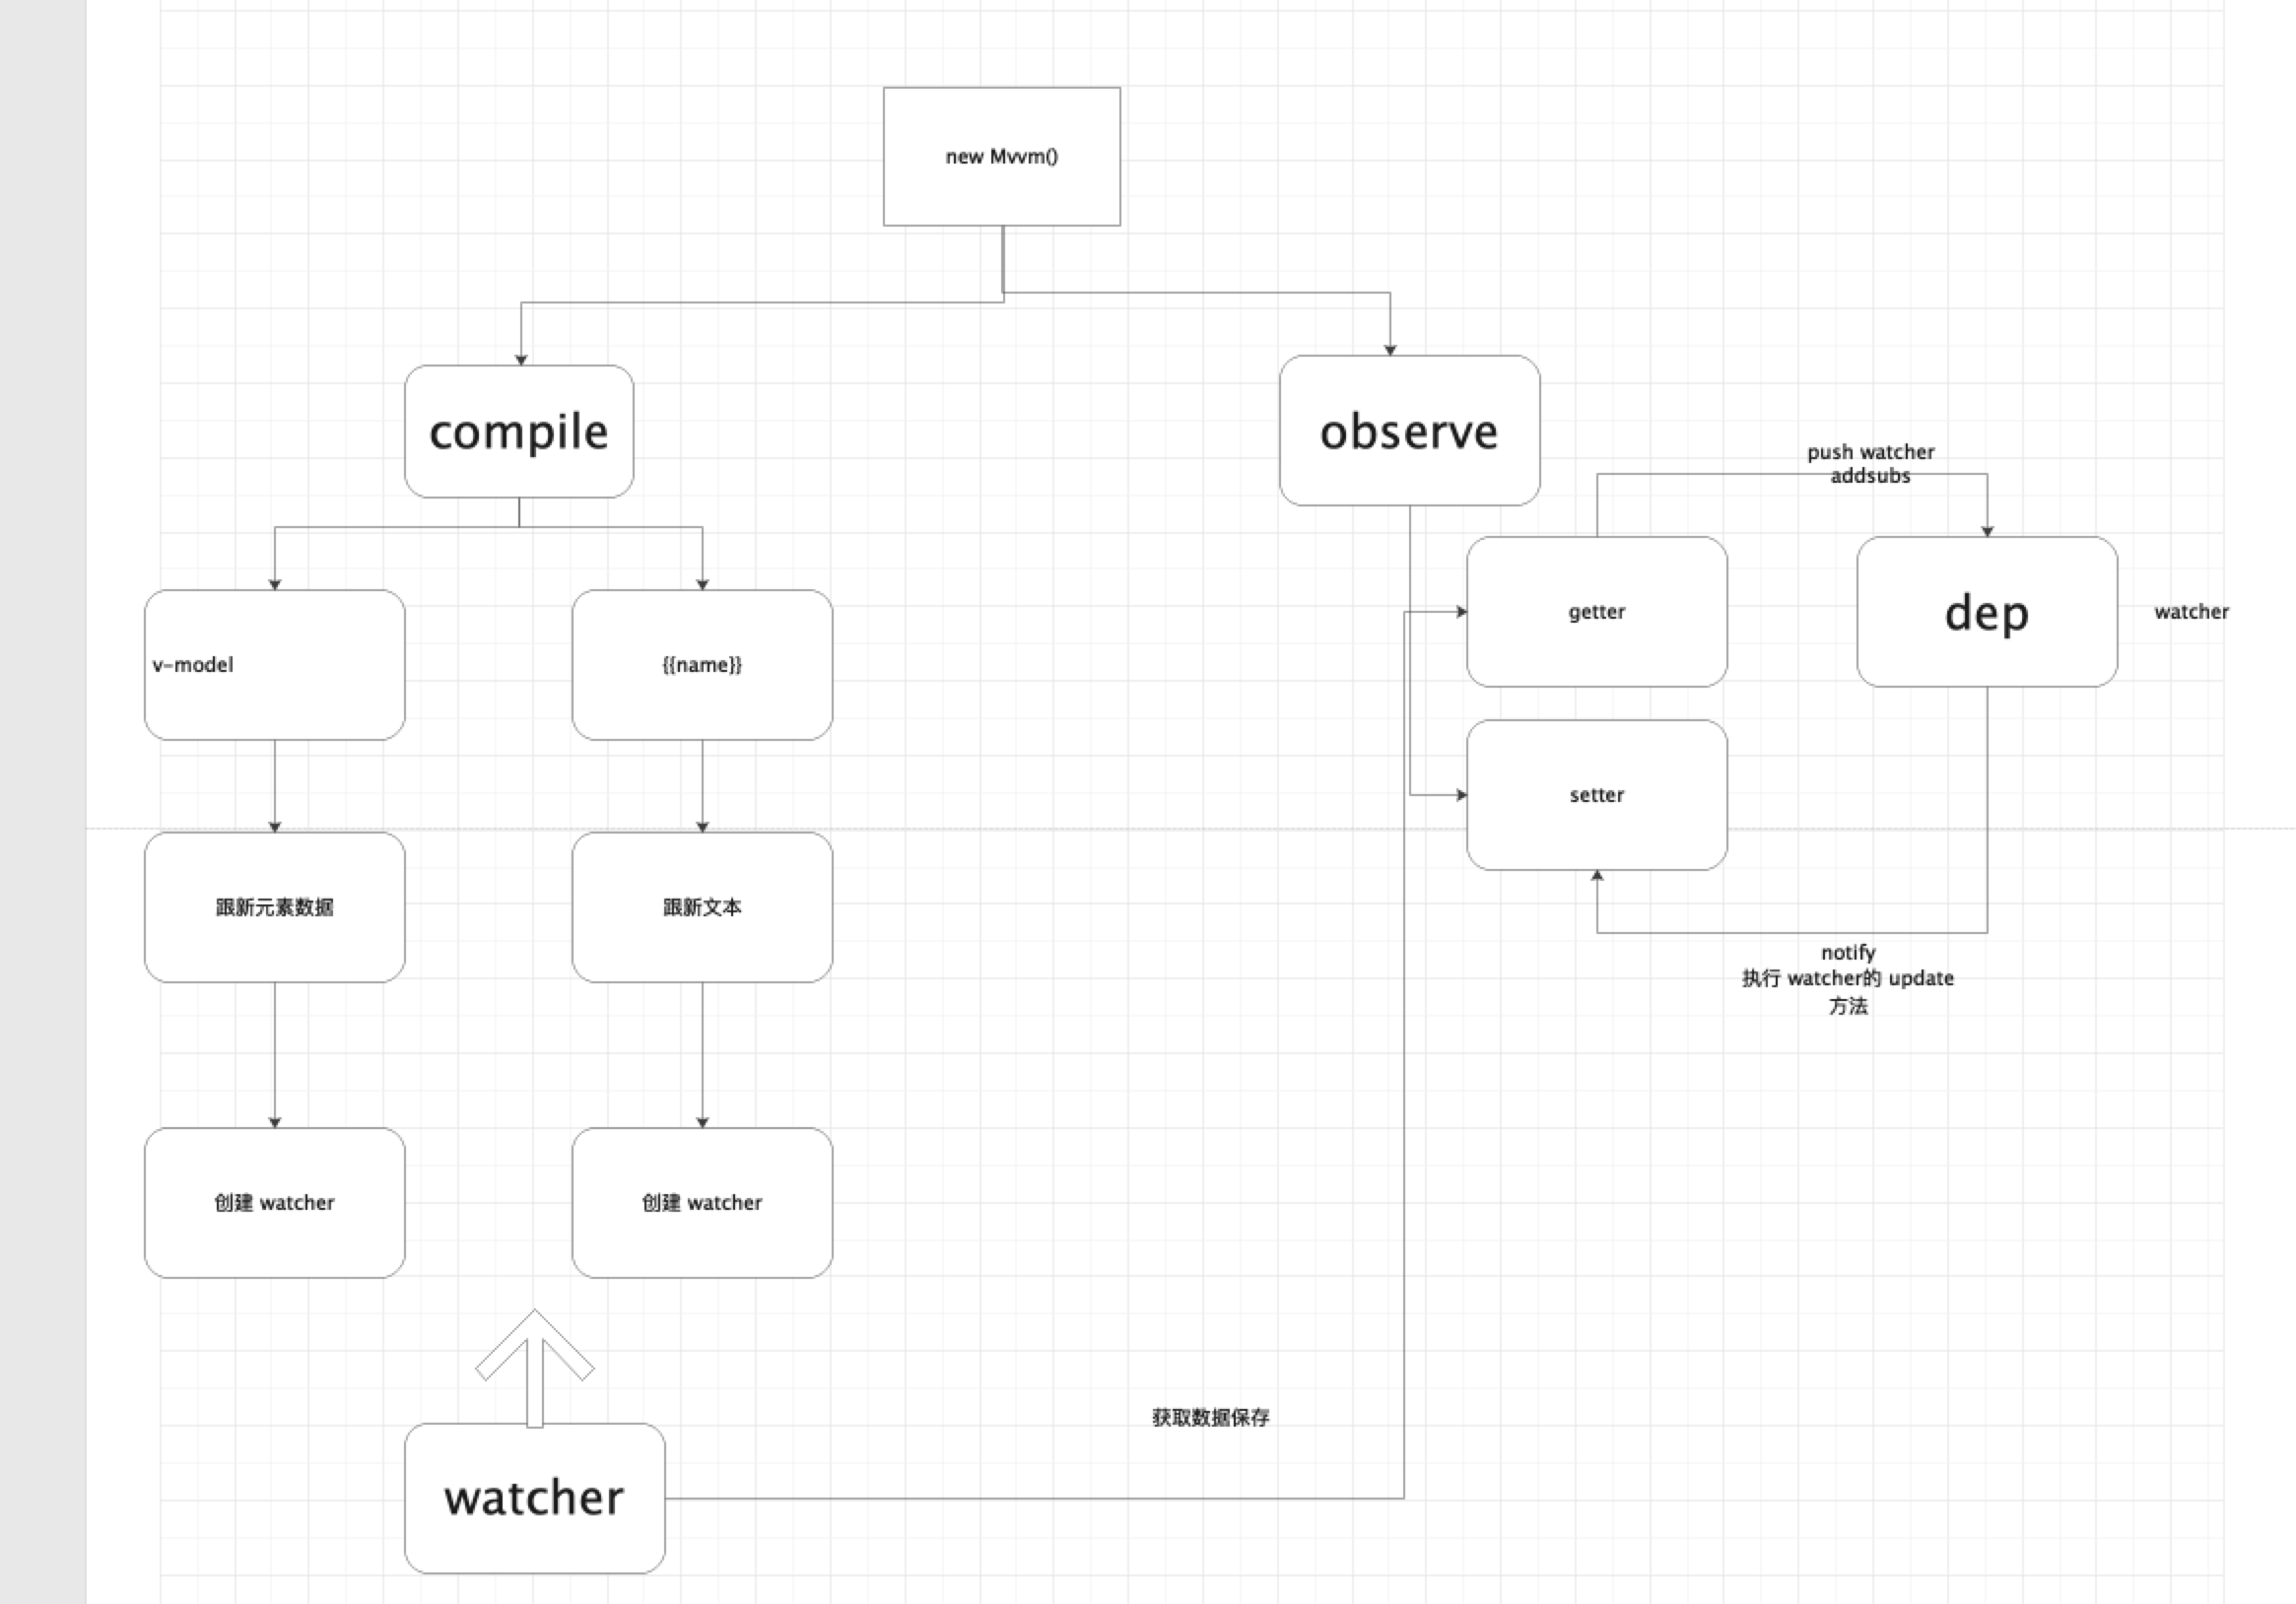 new Mvvm()
compile
observe
push watcher
addsubs
getter
dep
watcher
v-model
{{name}}
setter
跟新元素数据
跟新文本
notify
执行 watcher的 update
方法
创建 watcher
创建 watcher
获取数据保存
watcher